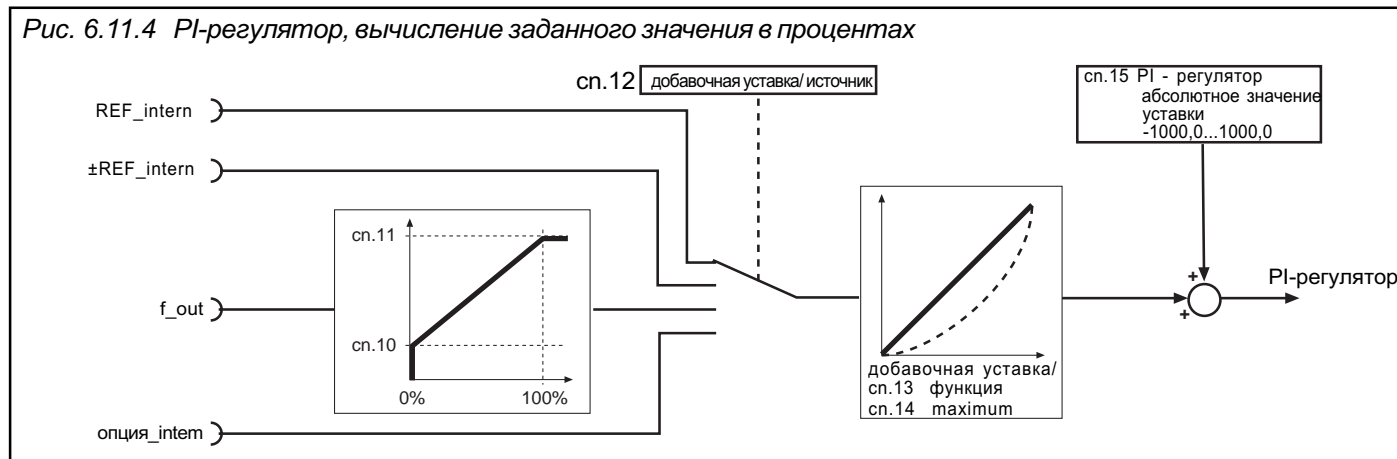 Рис. 6.11.4 PI-регулятор, вычисление заданного значения в процентах
cn.12
добавочная уставка/ источник
cn.15 PI - регулятор
абсолютное значение
уставки
-1000,0...1000,0
REF_intern
±REF_intern
cn.11
f_out
cn.10
0%
100%
добавочная уставка/
cn.13 функция
cn.14 maximum
+
+
PI-регулятор
опция_intem